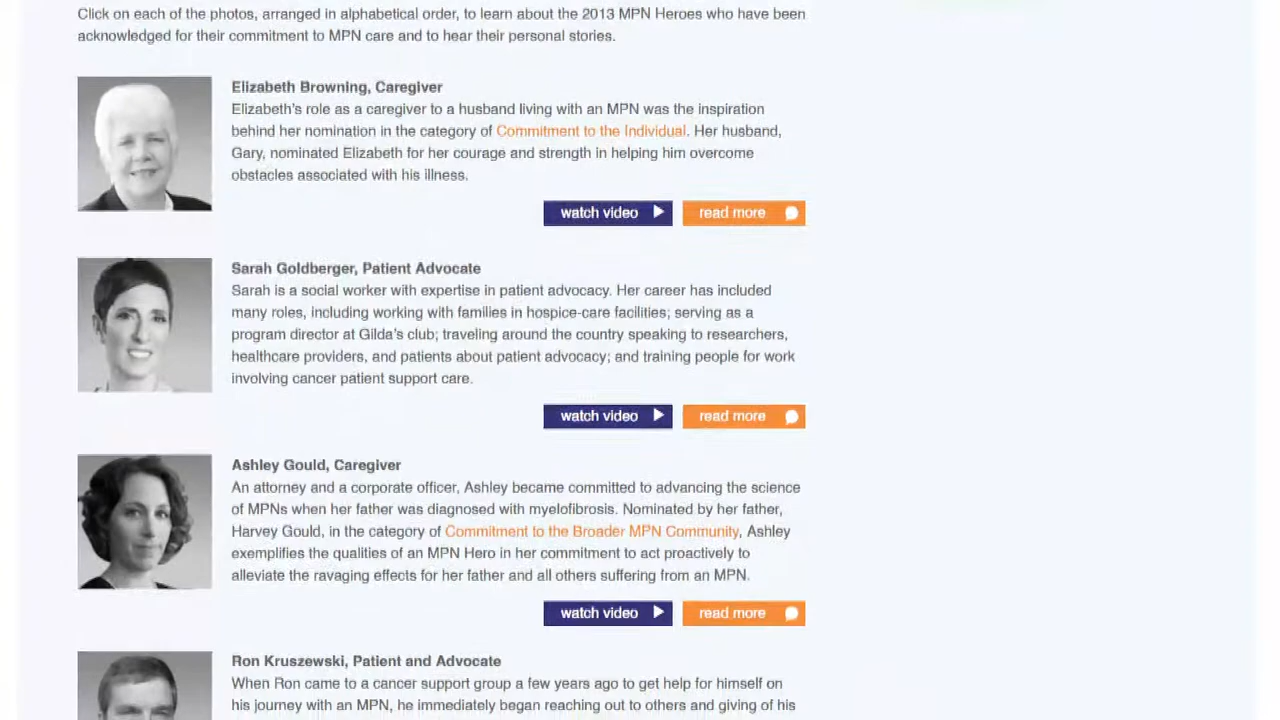 Click on each of the photos, arranged in alphabetical order, to learn about the 2013 MPN Heroes who have been
acknowledged for their commitment to MPN care and to hear their personal stories.
Elizabeth Browning, Caregiver
Elizabeth's role as a caregiver to a husband living with an MPN was the inspiration
behind her nomination in the category of Commitment to the Individual. Her husband,
Gary, nominated Elizabeth for her courage and strength in helping him overcome
obstacles associated with his illness.
watch video read more
Sarah Goldberger, Patient Advocate
Sarah is a social worker with expertise in patient advocacy. Her career has included
many roles, including working with families in hospice-care facilities; serving as a
program director at Gilda's club; traveling around the country speaking to researchers,
healthcare providers, and patients about patient advocacy; and training people for work
involving cancer patient support care.
watch video read more
Ashley Gould, Caregiver
An attorney and a corporate officer, Ashley became committed to advancing the science
of MPNs when her father was diagnosed with myelofibrosis. Nominated by her father,
Harvey Gould, in the category of Commitment to the Broader MPN Community, Ashley
exemplifies the qualities of an MPN Hero in her commitment to act proactively to
alleviate the ravaging effects for her father and all others suffering from an MPN.
watch video read more
Ron Kruszewski, Patient and Advocate
When Ron came to a cancer support group a few years ago to get help for himself on
his journey with an MPN, he immediately began reaching out to others and giving of his